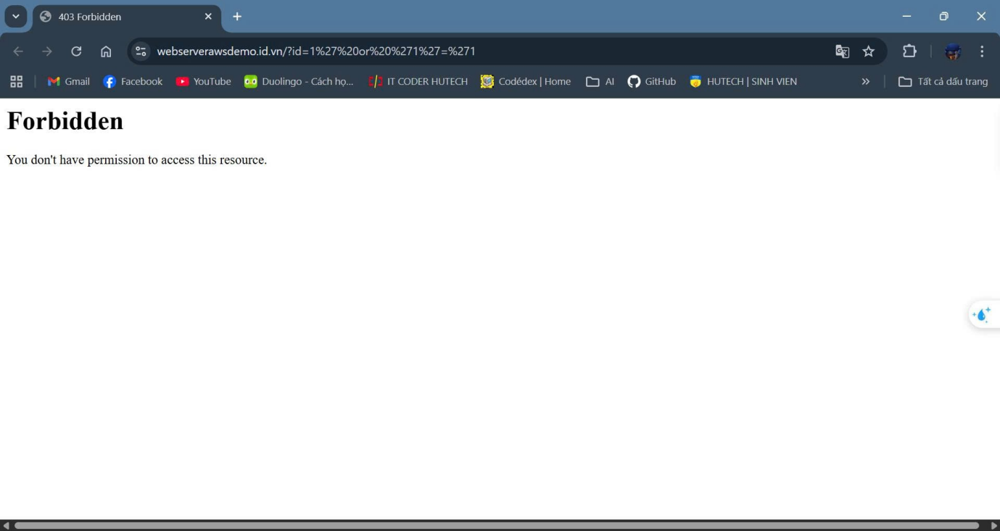 403 Forbidden
webserverawsdemo.id.vn/?id=1%27%20or%20%271%27=%271
Gmail Facebook YouTube Duolingo - Cách họ... IT CODER HUTECH Codédex | Home AI GitHub HUTECH | SINH VIEN » Tất cả dấu trang
Forbidden
You don't have permission to access this resource.